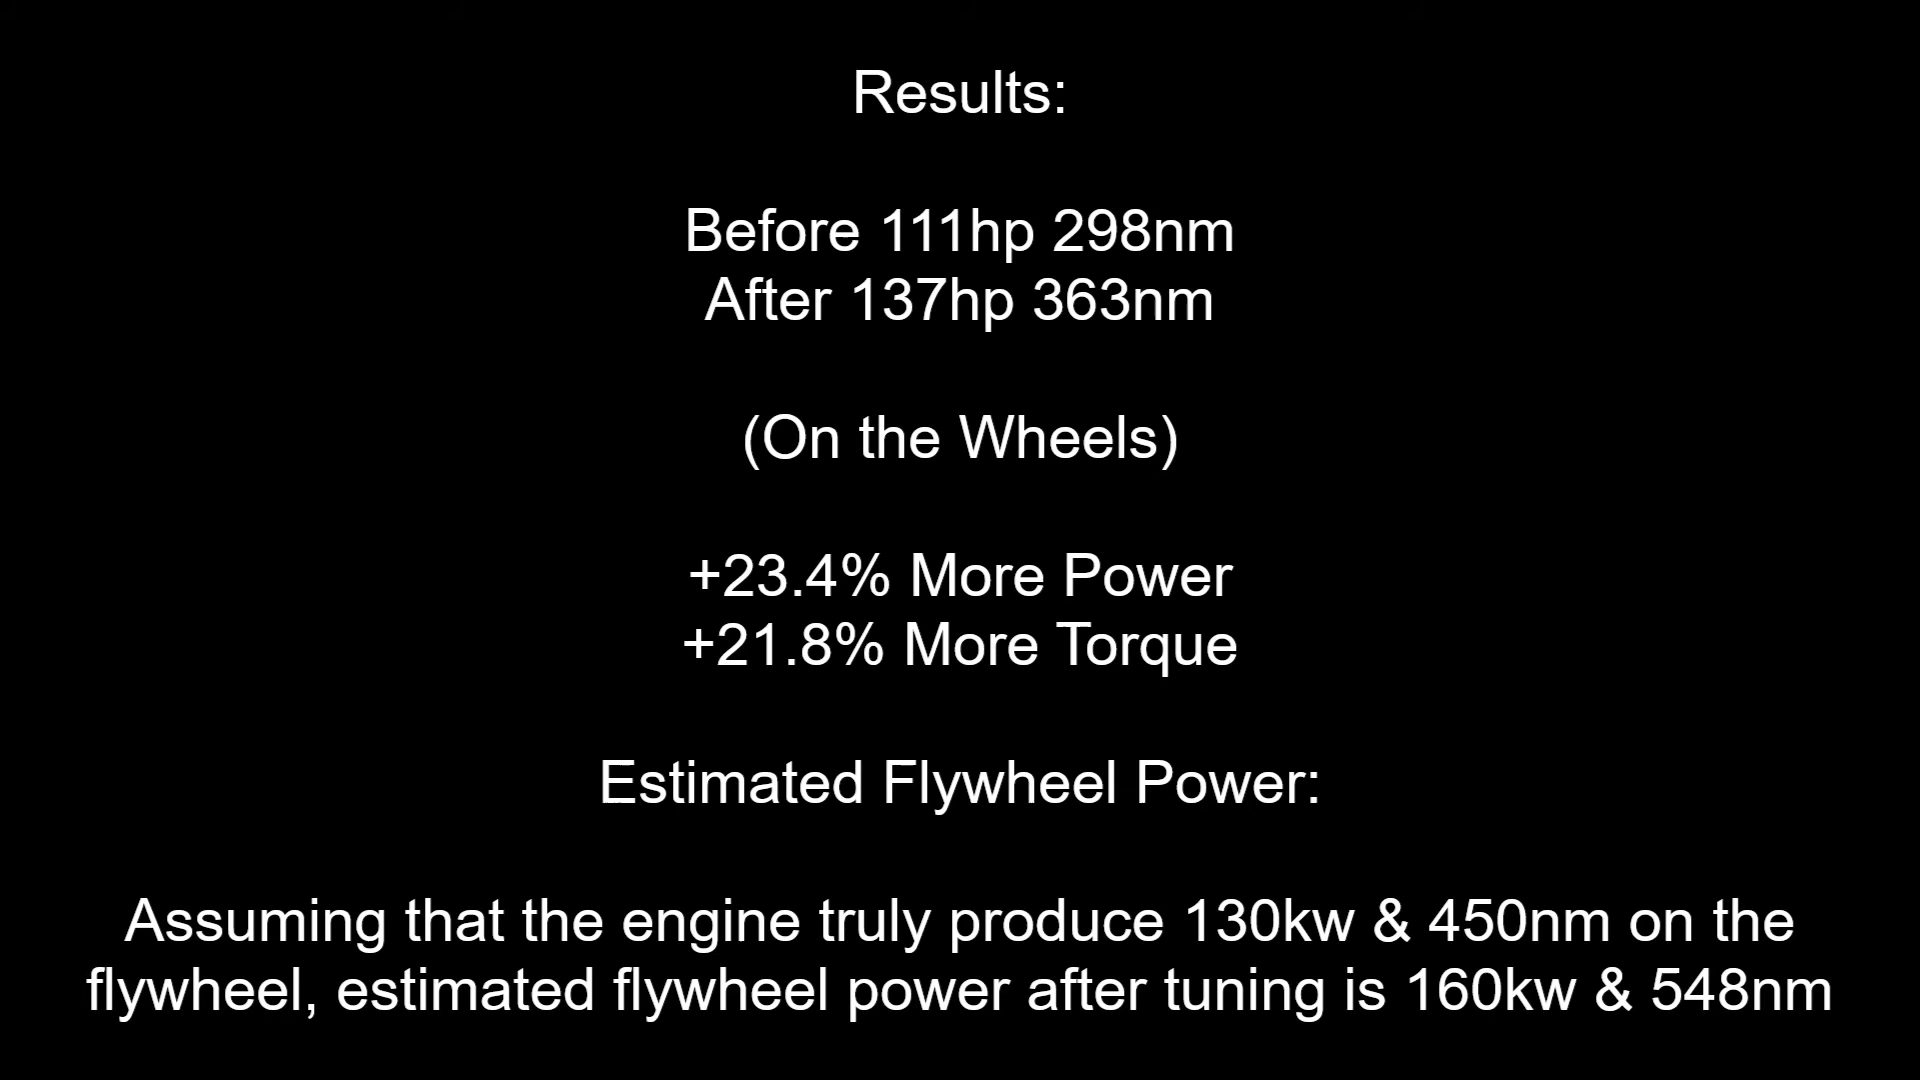 Results:
Before 111hp 298nm
After 137hp 363nm
(On the Wheels)
+23.4% More Power
+21.8% More Torque
Estimated Flywheel Power:
Assuming that the engine truly produce 130kw & 450nm on the
flywheel, estimated flywheel power after tuning is 160kw & 548nm